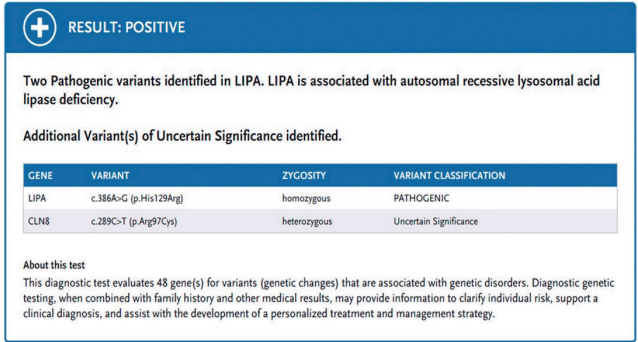 RESULT: POSITIVE
Two Pathogenic variants identified in LIPA. LIPA is associated with autosomal recessive lysosomal acid
lipase deficiency.
Additional Variant(s) of Uncertain Significance identified.
GENE VARIANT ZYGOSITY VARIANT CLASSIFICATION
LIPA c.386A>G (p.His129Arg) homozygous PATHOGENIC
CLN8 c.289C>T (p.Arg97Cys) heterozygous Uncertain Significance
About this test
This diagnostic test evaluates 48 gene(s) for variants (genetic changes) that are associated with genetic disorders. Diagnostic genetic
testing, when combined with family history and other medical results, may provide information to clarify individual risk, support a
clinical diagnosis, and assist with the development of a personalized treatment and management strategy.